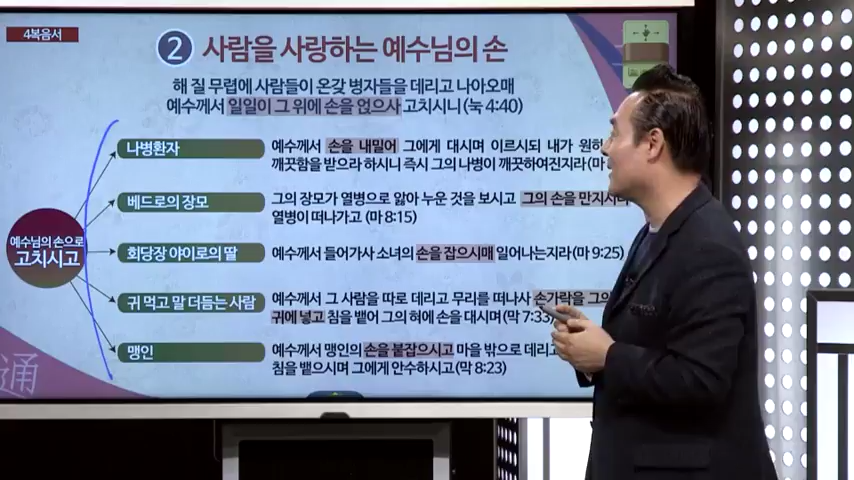 4복음서
2 사람을 사랑하는 예수님의 손
해 질 무렵에 사람들이 온갖 병자들을 데리고 나아오매
예수께서 일일이 그 위에 손을 얹으사 고치시니 (눅 4:40)
예수님의 손으로
고치시고
나병환자
예수께서 손을 내밀어 그에게 대시며 이르시되 내가
깨끗함을 받으라 하시니 즉시 그의 나병이 깨끗하여진지라 (마
베드로의 장모
그의 장모가 열병으로 앓아 누운 것을 보시고 그의 손을 만지시니
열병이 떠나가고 (마 8:15)
회당장 야이로의 딸
예수께서 들어가사 소녀의 손을 잡으시매 일어나는지라 (마 9:25)
귀 먹고 말 더듬는 사람
예수께서 그 사람을 따로 데리고 무리를 떠나사 손가락을 그의
귀에 넣고 침을 뱉어 그의 혀에 손을 대시며 (막 7:33)
맹인
예수께서 맹인의 손을 붙잡으시고 마을 밖으로 데리고
침을 뱉으시며 그에게 안수하시고 (막 8:23)
通